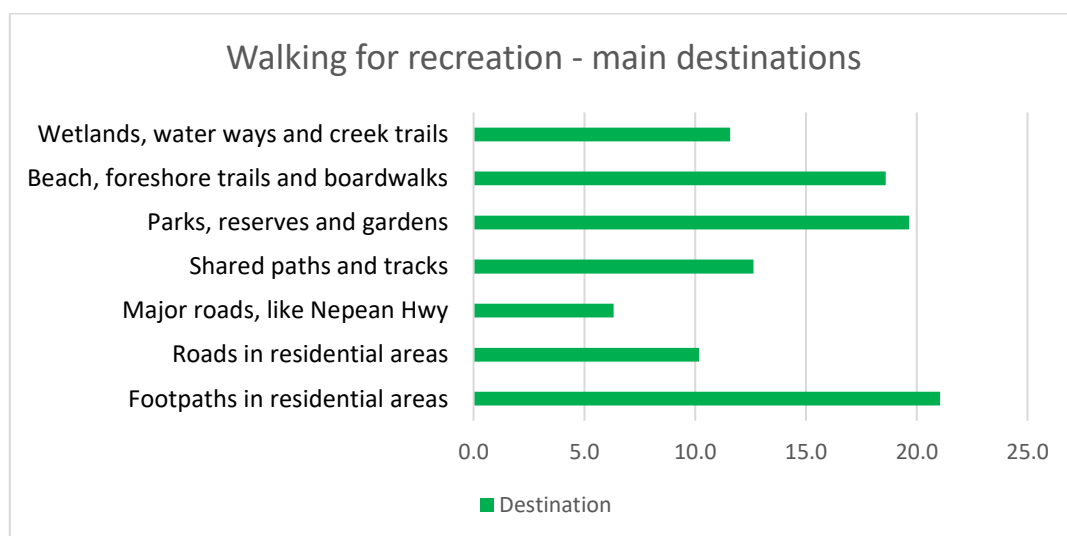 Walking for recreation - main destinations
Wetlands, water ways and creek trails
Beach, foreshore trails and boardwalks
Parks, reserves and gardens
Shared paths and tracks
Major roads, like Nepean Hwy
Roads in residential areas
Footpaths in residential areas
0.0 5.0 10.0 15.0 20.0 25.0
Destination